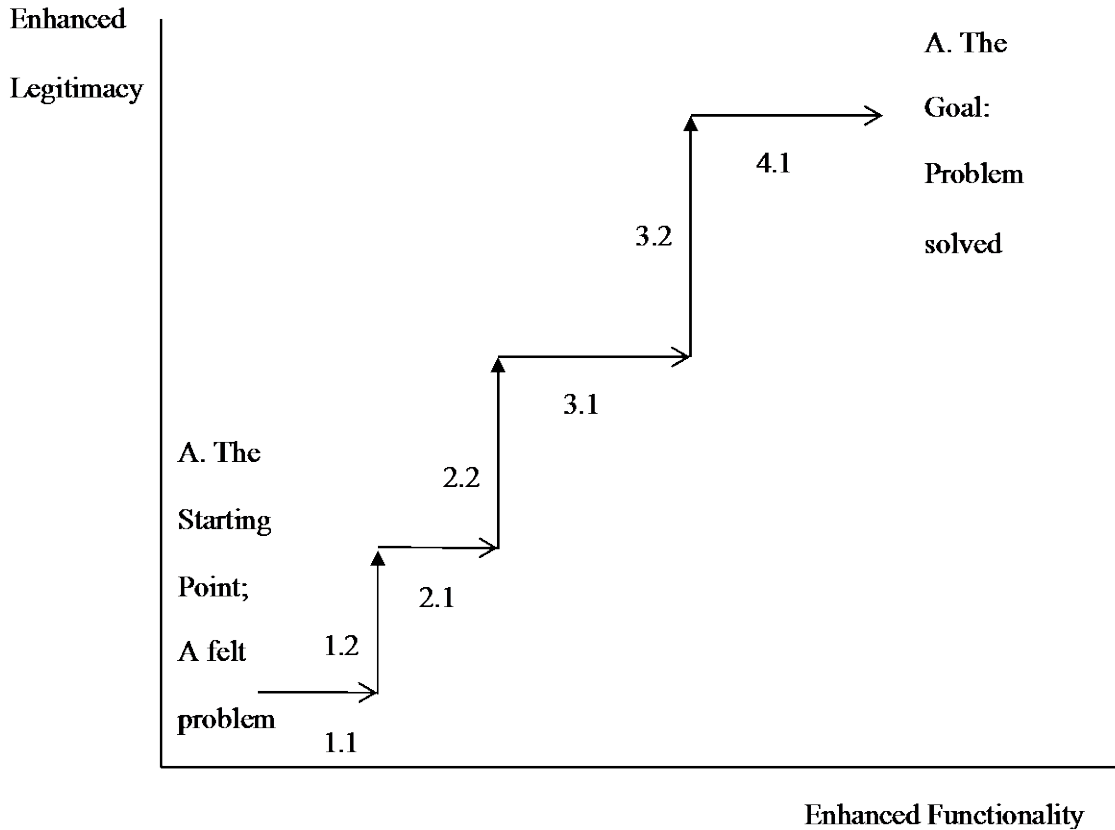 Enhanced
Legitimacy
A. The
Goal:
Problem
solved
4.1
3.2
3.1
A. The
Starting
Point;
A felt
problem
2.2
2.1
1.2
1.1
Enhanced Functionality